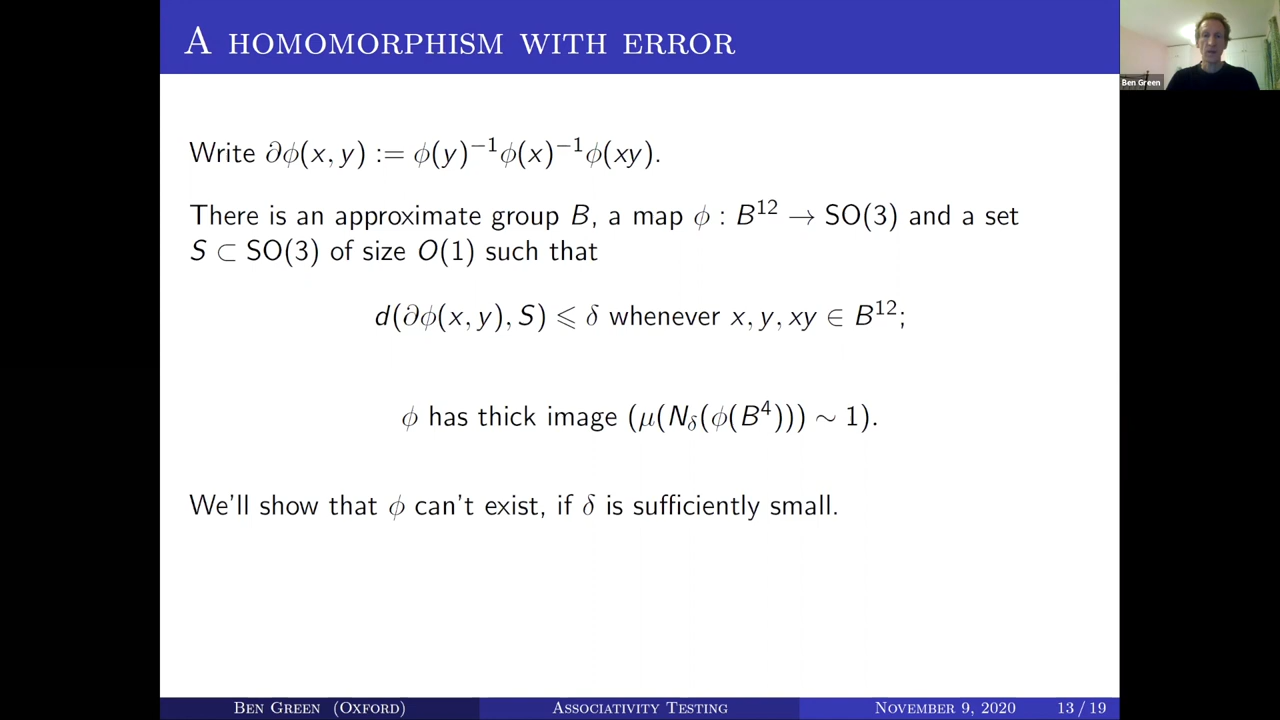 A HOMOMORPHISM WITH ERROR
Ben Green
Write ∂ϕ(x, y) := ϕ(y)⁻¹ϕ(x)⁻¹ϕ(xy).
There is an approximate group B, a map ϕ : B¹² → SO(3) and a set
S ⊂ SO(3) of size O(1) such that
d(∂ϕ(x, y), S) ⩽ δ whenever x, y, xy ∈ B¹²;
ϕ has thick image (μ(N_δ(ϕ(B⁴))) ∼ 1).
We'll show that ϕ can't exist, if δ is sufficiently small.
BEN GREEN (OXFORD) ASSOCIATIVITY TESTING NOVEMBER 9, 2020 13 / 19